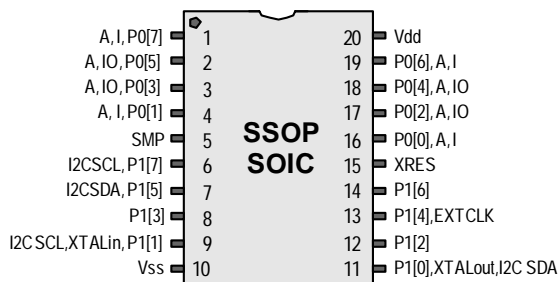 A, I, P0[7] 1 20 Vdd
A, IO, P0[5] 2 19 P0[6], A, I
A, IO, P0[3] 3 18 P0[4], A, IO
A, I, P0[1] 4 17 P0[2], A, IO
SMP 5 SSOP 16 P0[0], A, I
I2CSCL, P1[7] 6 SOIC 15 XRES
I2CSDA, P1[5] 7 14 P1[6]
P1[3] 8 13 P1[4], EXTCLK
I2C SCL, XTALin, P1[1] 9 12 P1[2]
Vss 10 11 P1[0], XTALout, I2C SDA